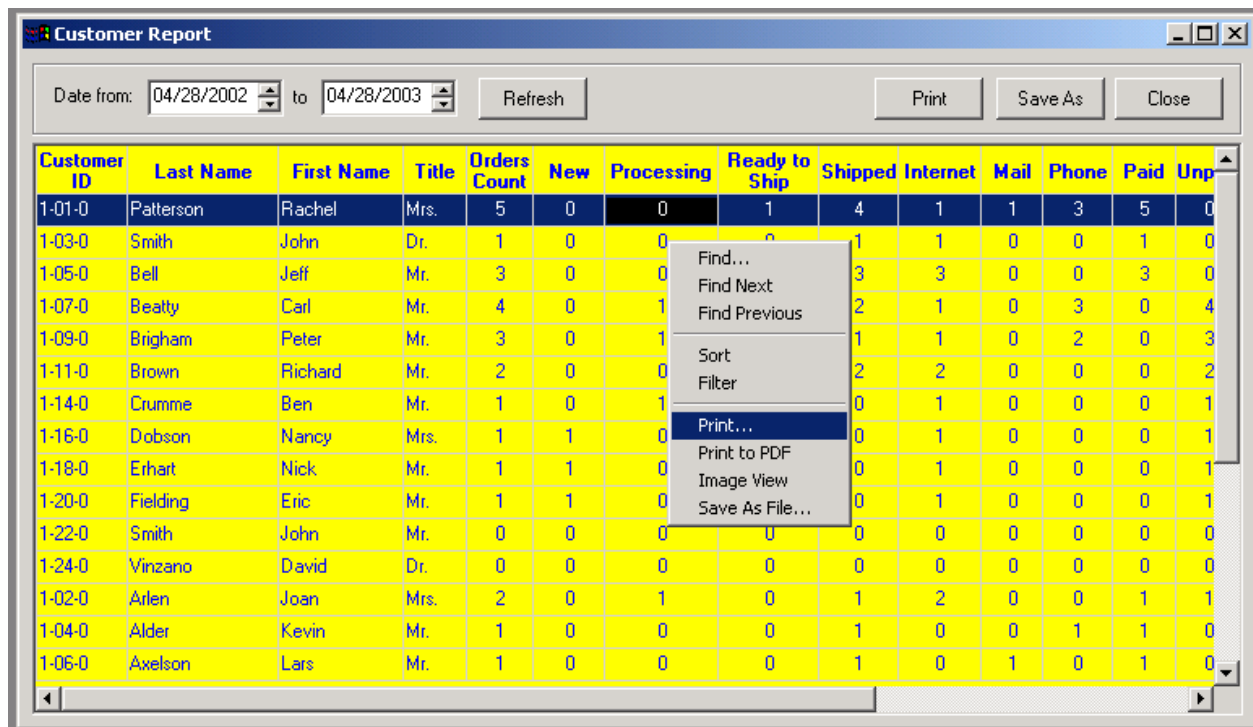 Customer Report
Date from: 04/28/2002 to 04/28/2003 Refresh Print Save As Close
Customer ID Last Name First Name Title Orders Count New Processing Ready to Ship Shipped Internet Mail Phone Paid Unp
1-01-0 Patterson Rachel Mrs. 5 0 0 1 4 1 1 3 5 0
1-03-0 Smith John Dr. 1 0 0 0 1 1 0 0 1 0
1-05-0 Bell Jeff Mr. 3 0 0 3 3 0 0 3 0
1-07-0 Beatty Carl Mr. 4 0 1 2 1 0 3 0 4
1-09-0 Brigham Peter Mr. 3 0 1 1 1 0 2 0 3
1-11-0 Brown Richard Mr. 2 0 0 2 2 0 0 0 2
1-14-0 Crumme Ben Mr. 1 0 1 0 1 0 0 0 1
1-16-0 Dobson Nancy Mrs. 1 1 0 0 1 0 0 0 1
1-18-0 Erhart Nick Mr. 1 1 0 0 1 0 0 0 1
1-20-0 Fielding Eric Mr. 1 1 0 0 1 0 0 0 1
1-22-0 Smith John Mr. 0 0 0 0 0 0 0 0 0 0
1-24-0 Vinzano David Dr. 0 0 0 0 0 0 0 0 0 0
1-02-0 Arlen Joan Mrs. 2 0 1 0 1 2 0 0 1 1
1-04-0 Alder Kevin Mr. 1 0 0 0 1 0 0 1 1 0
1-06-0 Axelson Lars Mr. 1 0 0 0 1 0 1 0 1 0
Find...
Find Next
Find Previous
Sort
Filter
Print...
Print to PDF
Image View
Save As File...